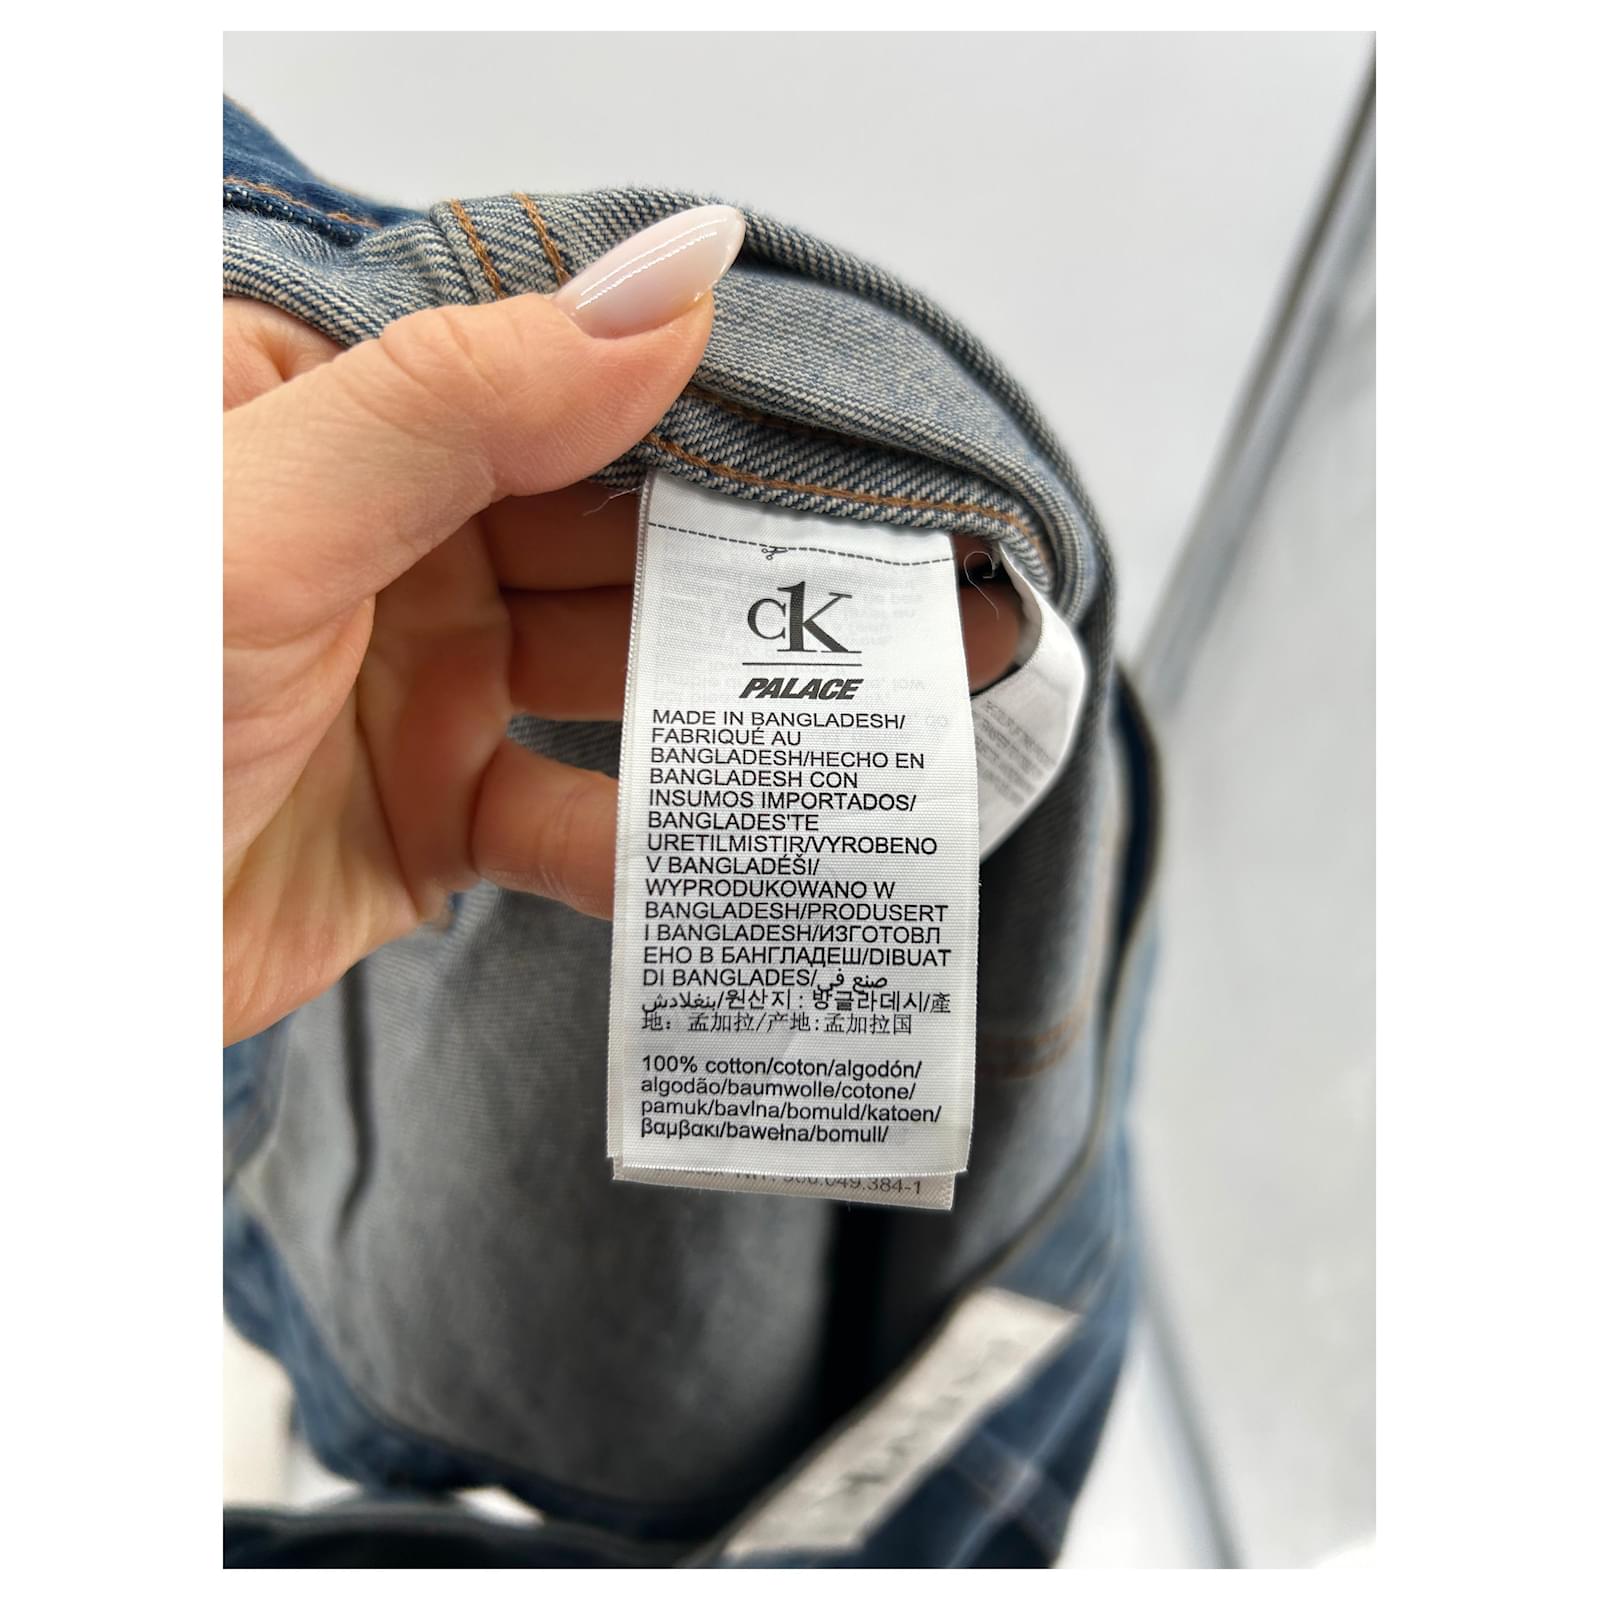 cK
PALACE
MADE IN BANGLADESH/
FABRIQUÉ AU
BANGLADESH/HECHO EN
BANGLADESH CON
INSUMOS IMPORTADOS/
BANGLADES'TE
URETILMISTIR/VYROBENO
V BANGLADÉŠI/
WYPRODUKOWANO W
BANGLADESH/PRODUSERT
I BANGLADESH/ИЗГОТОВЛ
ЕНО В БАНГЛАДЕШ/DIBUAT
DI BANGLADES/صنع في
بنغلادش/원산지 : 방글라데시/產
地: 孟加拉/产地:孟加拉国
100% cotton/coton/algodón/
algodão/baumwolle/cotone/
pamuk/bavlna/bomuld/katoen/
βαμβακι/bawełna/bomull/
049.384-1